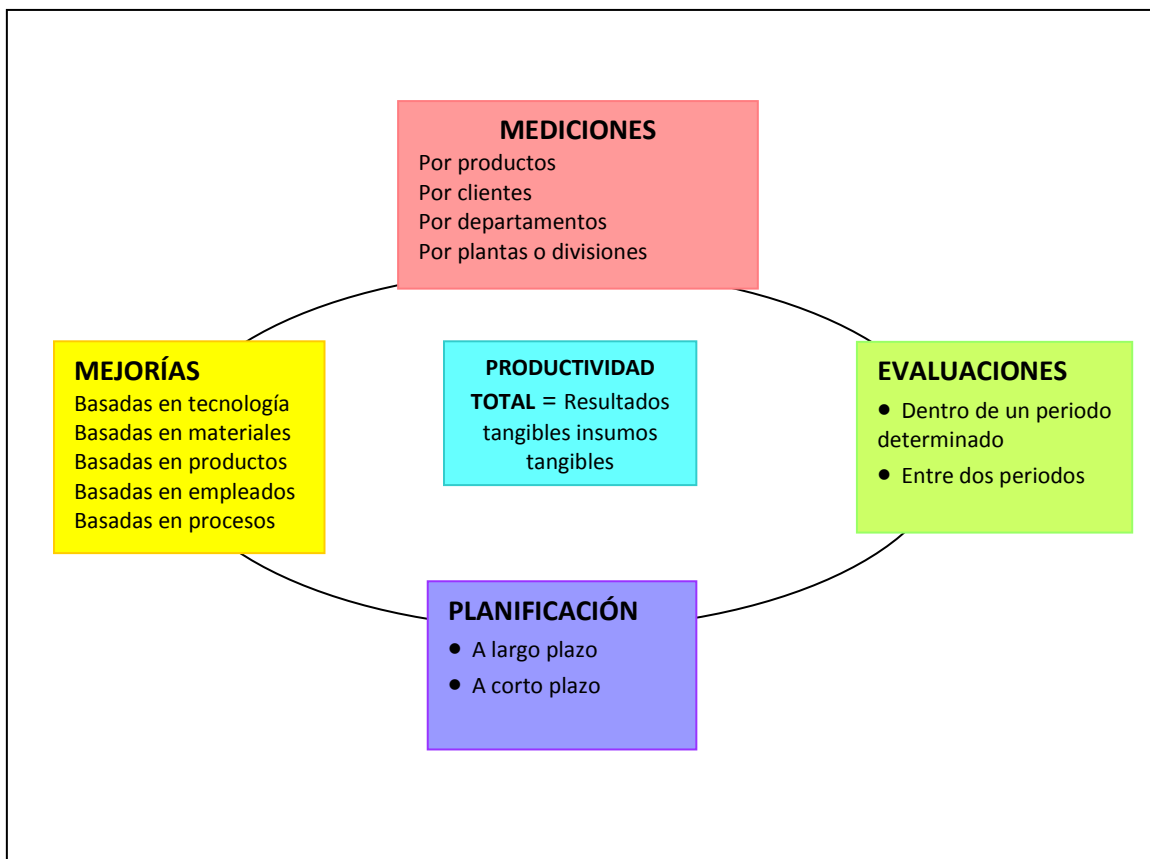 MEDICIONES
Por productos
Por clientes
Por departamentos
Por plantas o divisiones
MEJORÍAS
Basadas en tecnología
Basadas en materiales
Basadas en productos
Basadas en empleados
Basadas en procesos
PRODUCTIVIDAD
TOTAL = Resultados
tangibles insumos
tangibles
EVALUACIONES
• Dentro de un periodo
determinado
• Entre dos periodos
PLANIFICACIÓN
• A largo plazo
• A corto plazo